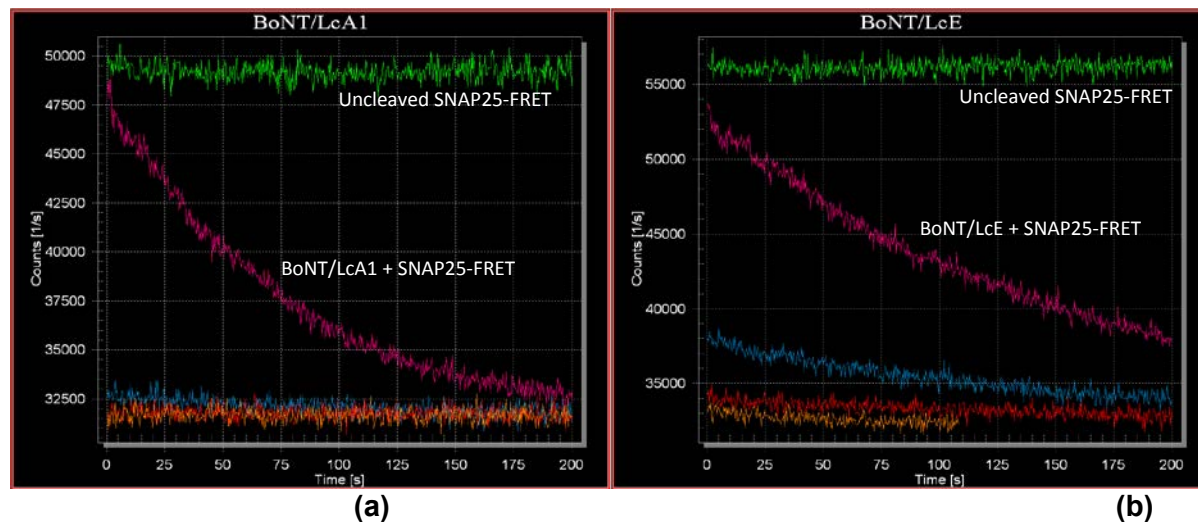 BoNT/LcA1
50000
47500
45000
42500
40000
37500
35000
32500
Counts [1/s]
Uncleaved SNAP25-FRET
BoNT/LcA1 + SNAP25-FRET
0 25 50 75 100 125 150 175 200
Time [s]
(a)
BoNT/LcE
55000
50000
45000
40000
35000
Counts [1/s]
Uncleaved SNAP25-FRET
BoNT/LcE + SNAP25-FRET
0 25 50 75 100 125 150 175 200
Time [s]
(b)